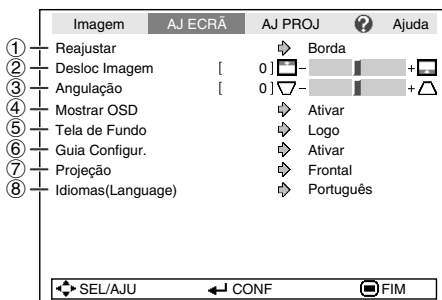 Imagem AJ ECRÃ AJ PROJ ? Ajuda
① Reajustar Borda
② Desloc Imagem [ 0 ] - +
③ Angulação [ 0 ] - +
④ Mostrar OSD Ativar
⑤ Tela de Fundo Logo
⑥ Guia Configur. Ativar
⑦ Projeção Frontal
⑧ Idiomas(Language) Português
SEL/AJU CONF FIM